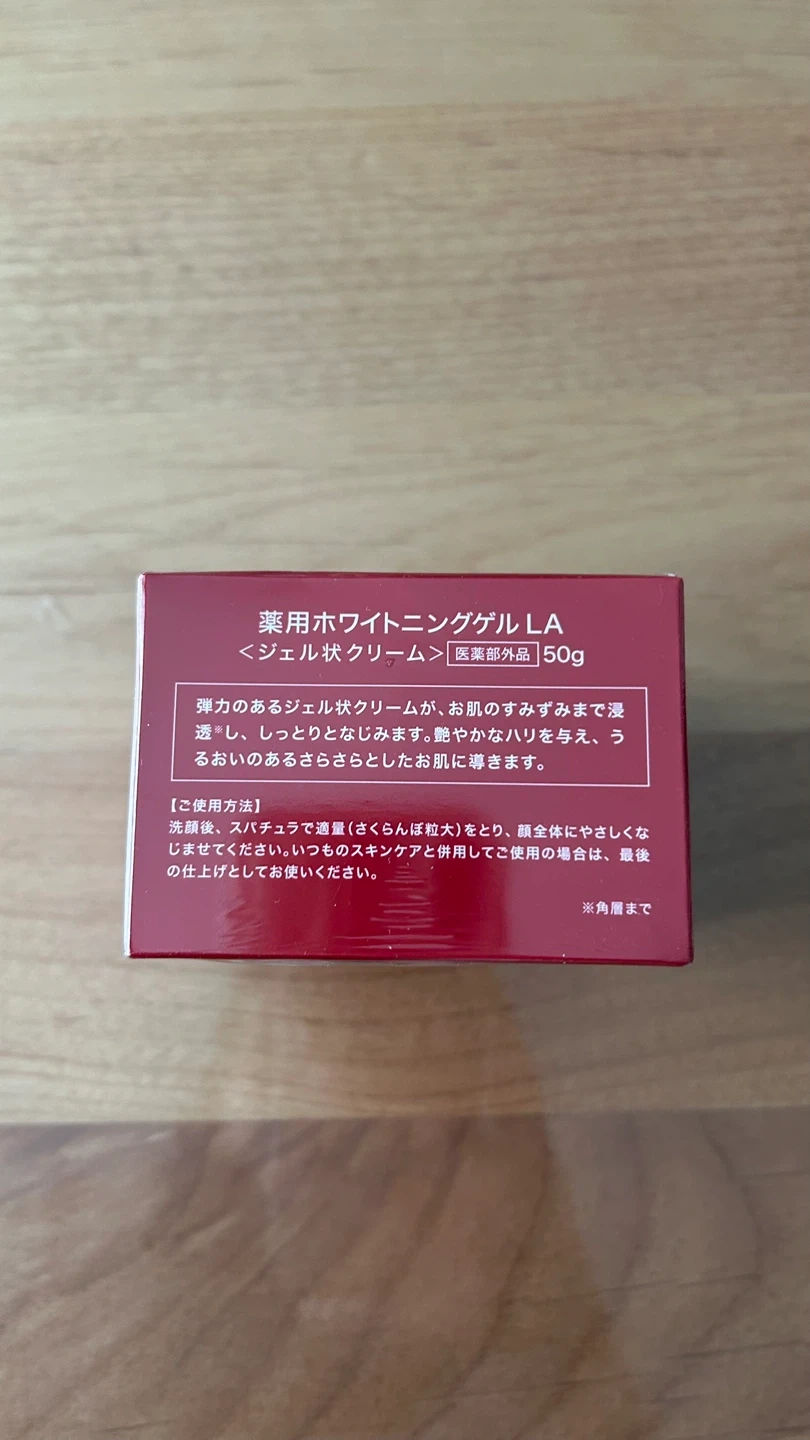 薬用ホワイトニングゲル LA
＜ジェル状クリーム＞医薬部外品 50g
弾力のあるジェル状クリームが、お肌のすみずみまで浸
透※し、しっとりとなじみます。艶やかなハリを与え、う
るおいのあるさらさらとしたお肌に導きます。
【ご使用方法】
洗顔後、スパチュラで適量（さくらんぼ粒大）をとり、顔全体にやさしくな
じませてください。いつものスキンケアと併用してご使用の場合は、最後
の仕上げとしてお使いください。
※角層まで